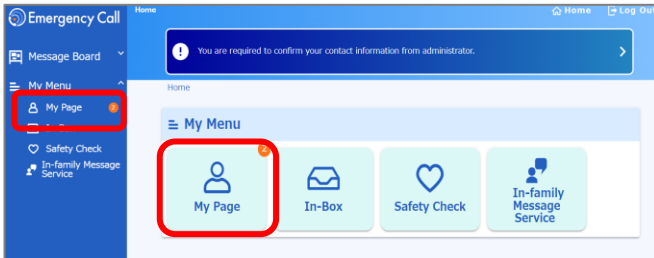 Emergency Call
Home
Home
Log Out
Message Board
You are required to confirm your contact information from administrator.
My Menu
Home
My Page
2
Safety Check
In-family Message
Service
My Menu
2
My Page
In-Box
Safety Check
In-family
Message
Service